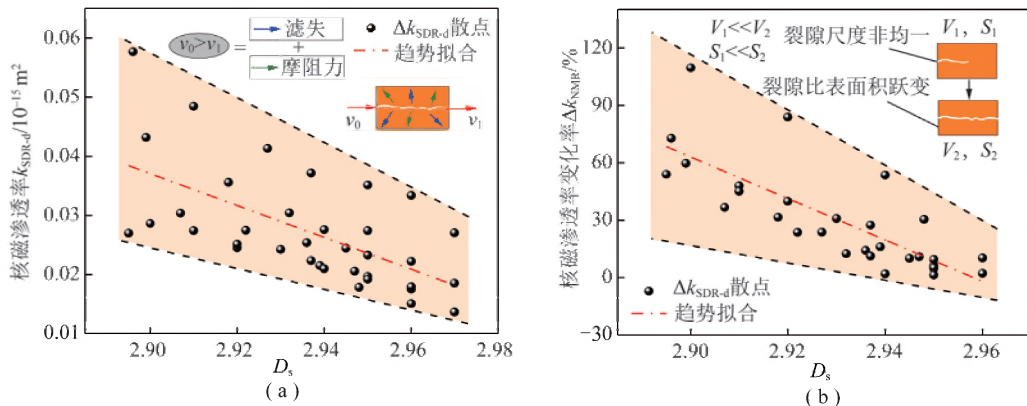 0.06
0.05
0.04
0.03
0.02
0.01
核磁渗透率k_SDR-d/10⁻¹⁵ m²
v₀>v₁ = 滤失 + 摩阻力
v₀
v₁
Δk_SDR-d散点
趋势拟合
2.90 2.92 2.94 2.96 2.98
D_s
(a)
120
90
60
30
0
−30
核磁渗透率变化率Δk_NMR/%
V₁<<V₂
S₁<<S₂
裂隙尺度非均一
V₁, S₁
裂隙比表面积跃变
V₂, S₂
Δk_SDR-d散点
趋势拟合
2.90 2.92 2.94 2.96
D_s
(b)